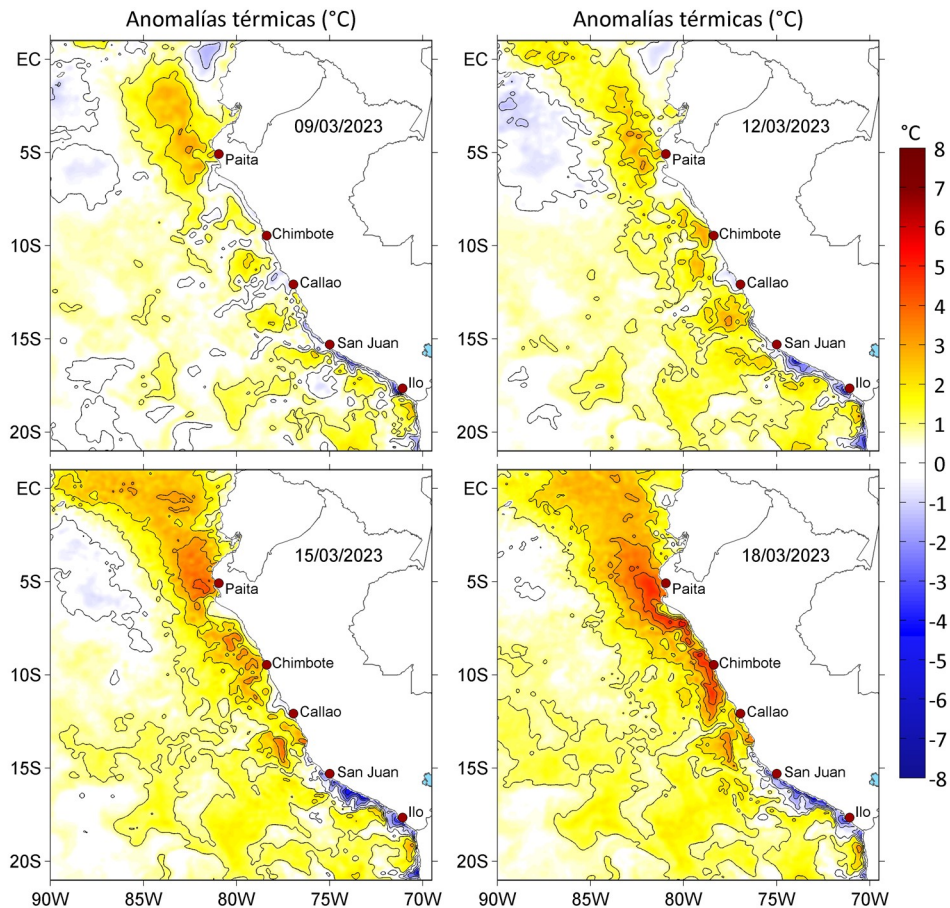 Anomalías térmicas (°C)
Anomalías térmicas (°C)
EC
5S
10S
15S
20S
09/03/2023
Paita
Chimbote
Callao
San Juan
Ilo
EC
5S
10S
15S
20S
12/03/2023
Paita
Chimbote
Callao
San Juan
Ilo
EC
5S
10S
15S
20S
15/03/2023
Paita
Chimbote
Callao
San Juan
Ilo
90W 85W 80W 75W 70W
EC
5S
10S
15S
20S
18/03/2023
Paita
Chimbote
Callao
San Juan
Ilo
90W 85W 80W 75W 70W
°C
8
7
6
5
4
3
2
1
0
-1
-2
-3
-4
-5
-6
-7
-8